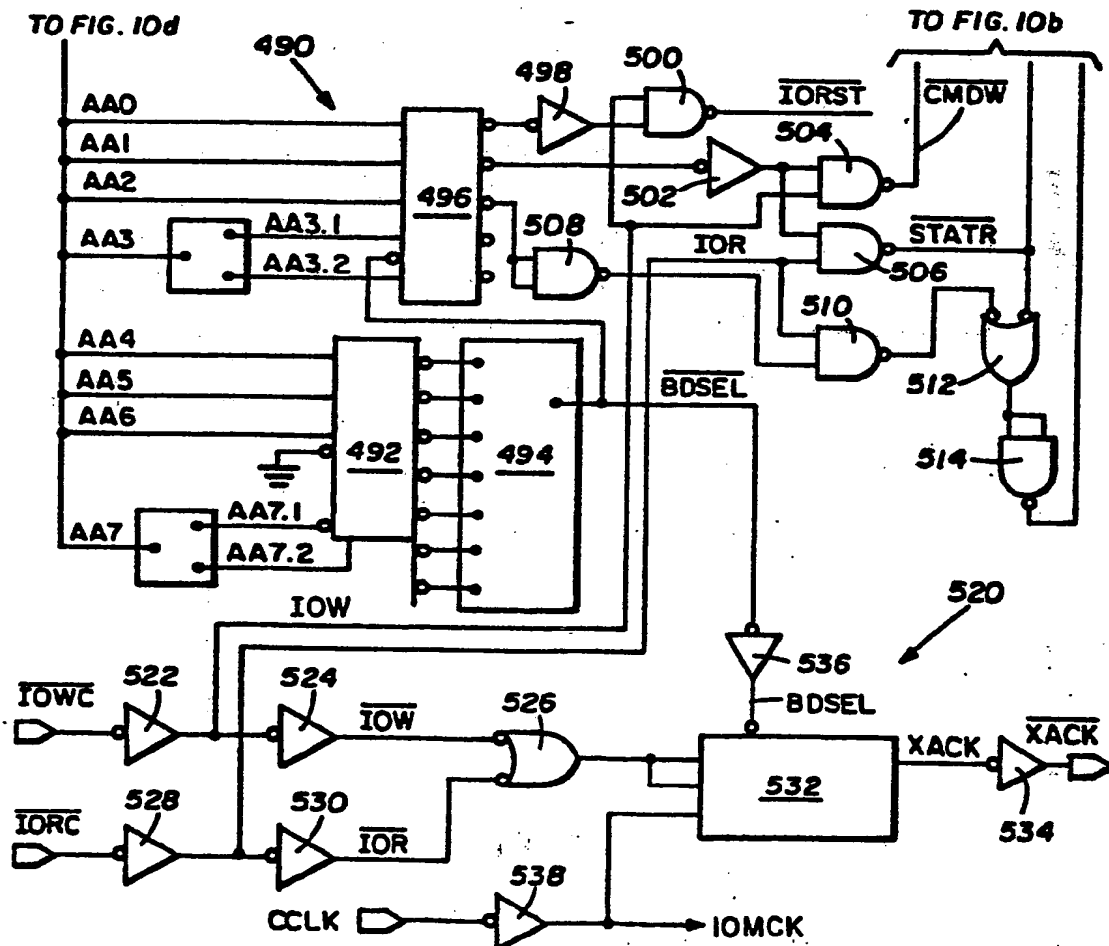 TO FIG. 10d
TO FIG. 10b
490
498
500
IORST
CMDW
AA0
504
AA1
AA2
496
502
508
IOR
STATR
AA3
AA3.1
AA3.2
506
510
AA4
AA5
AA6
492
494
BDSEL
512
514
AA7
AA7.1
AA7.2
IOW
520
536
BDSEL
IOWC
522
524
IOW
526
XACK
XACK
532
534
IORC
528
530
IOR
538
CCLK
IOMCK